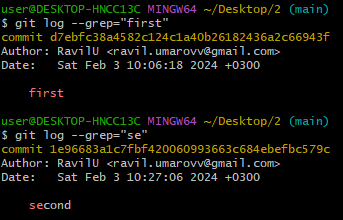 user@DESKTOP-HNCC13C MINGW64 ~/Desktop/2 (main)
$ git log --grep="first"
commit d7ebfc38a4582c124c1a40b26182436a2c66943f
Author: RavilU <ravil.umarovv@gmail.com>
Date:   Sat Feb 3 10:06:18 2024 +0300
first
user@DESKTOP-HNCC13C MINGW64 ~/Desktop/2 (main)
$ git log --grep="se"
commit 1e96683a1c7fbf420060993663c684ebefbc579c
Author: RavilU <ravil.umarovv@gmail.com>
Date:   Sat Feb 3 10:27:06 2024 +0300
second